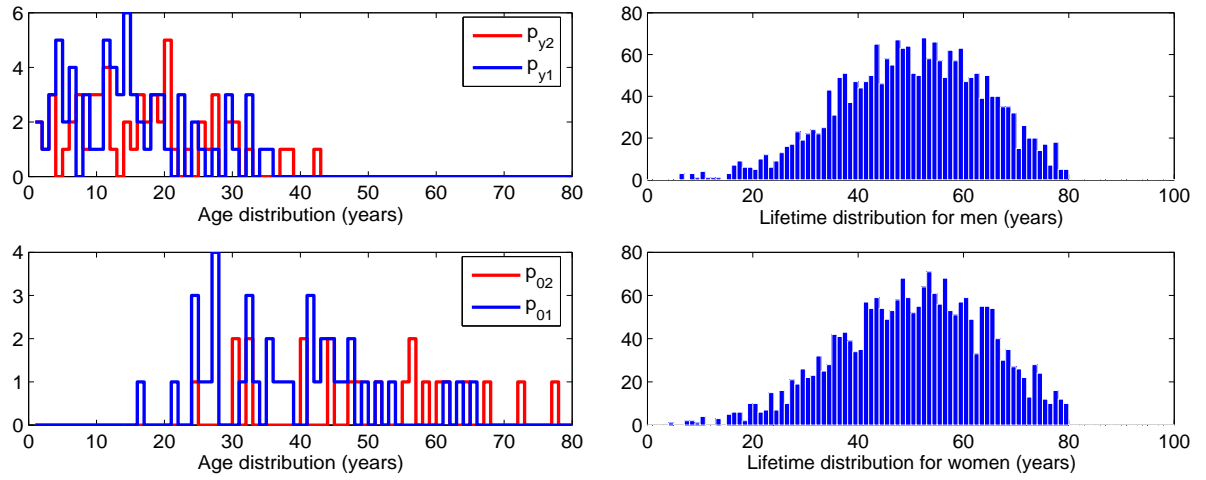 6
4
2
0
0 10 20 30 40 50 60 70 80
Age distribution (years)
p_y2
p_y1
80
60
40
20
0
0 20 40 60 80 100
Lifetime distribution for men (years)
4
3
2
1
0
0 10 20 30 40 50 60 70 80
Age distribution (years)
p_02
p_01
80
60
40
20
0
0 20 40 60 80 100
Lifetime distribution for women (years)